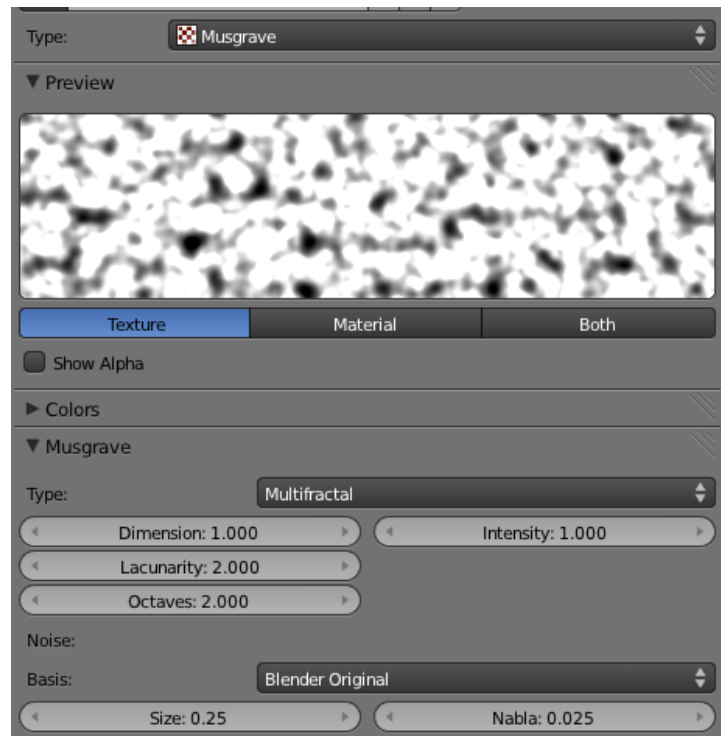 Type: Musgrave
Preview
Texture Material Both
Show Alpha
Colors
Musgrave
Type: Multifractal
Dimension: 1.000 Intensity: 1.000
Lacunarity: 2.000
Octaves: 2.000
Noise:
Basis: Blender Original
Size: 0.25 Nabla: 0.025